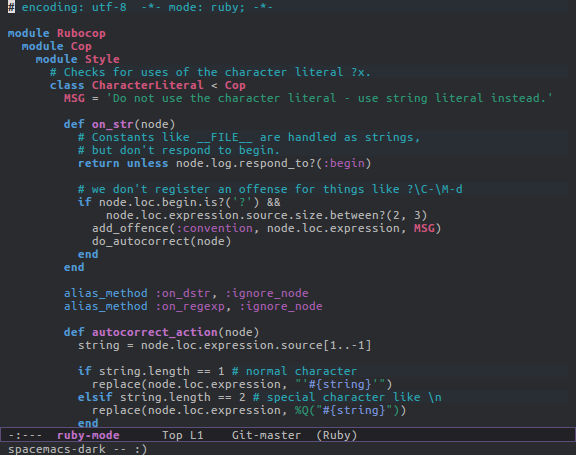 # encoding: utf-8  -*- mode: ruby; -*-

module Rubocop
  module Cop
    module Style
      # Checks for uses of the character literal ?x.
      class CharacterLiteral < Cop
        MSG = 'Do not use the character literal - use string literal instead.'

        def on_str(node)
          # Constants like __FILE__ are handled as strings,
          # but don't respond to begin.
          return unless node.log.respond_to?(:begin)

          # we don't register an offense for things like ?\C-\M-d
          if node.loc.begin.is?('?') &&
              node.loc.expression.source.size.between?(2, 3)
            add_offence(:convention, node.loc.expression, MSG)
            do_autocorrect(node)
          end
        end

        alias_method :on_dstr, :ignore_node
        alias_method :on_regexp, :ignore_node

        def autocorrect_action(node)
          string = node.loc.expression.source[1..-1]

          if string.length == 1 # normal character
            replace(node.loc.expression, "'#{string}'")
          elsif string.length == 2 # special character like \n
            replace(node.loc.expression, %Q("#{string}"))
          end
-:---  ruby-mode      Top L1    Git-master  (Ruby)
spacemacs-dark -- :)